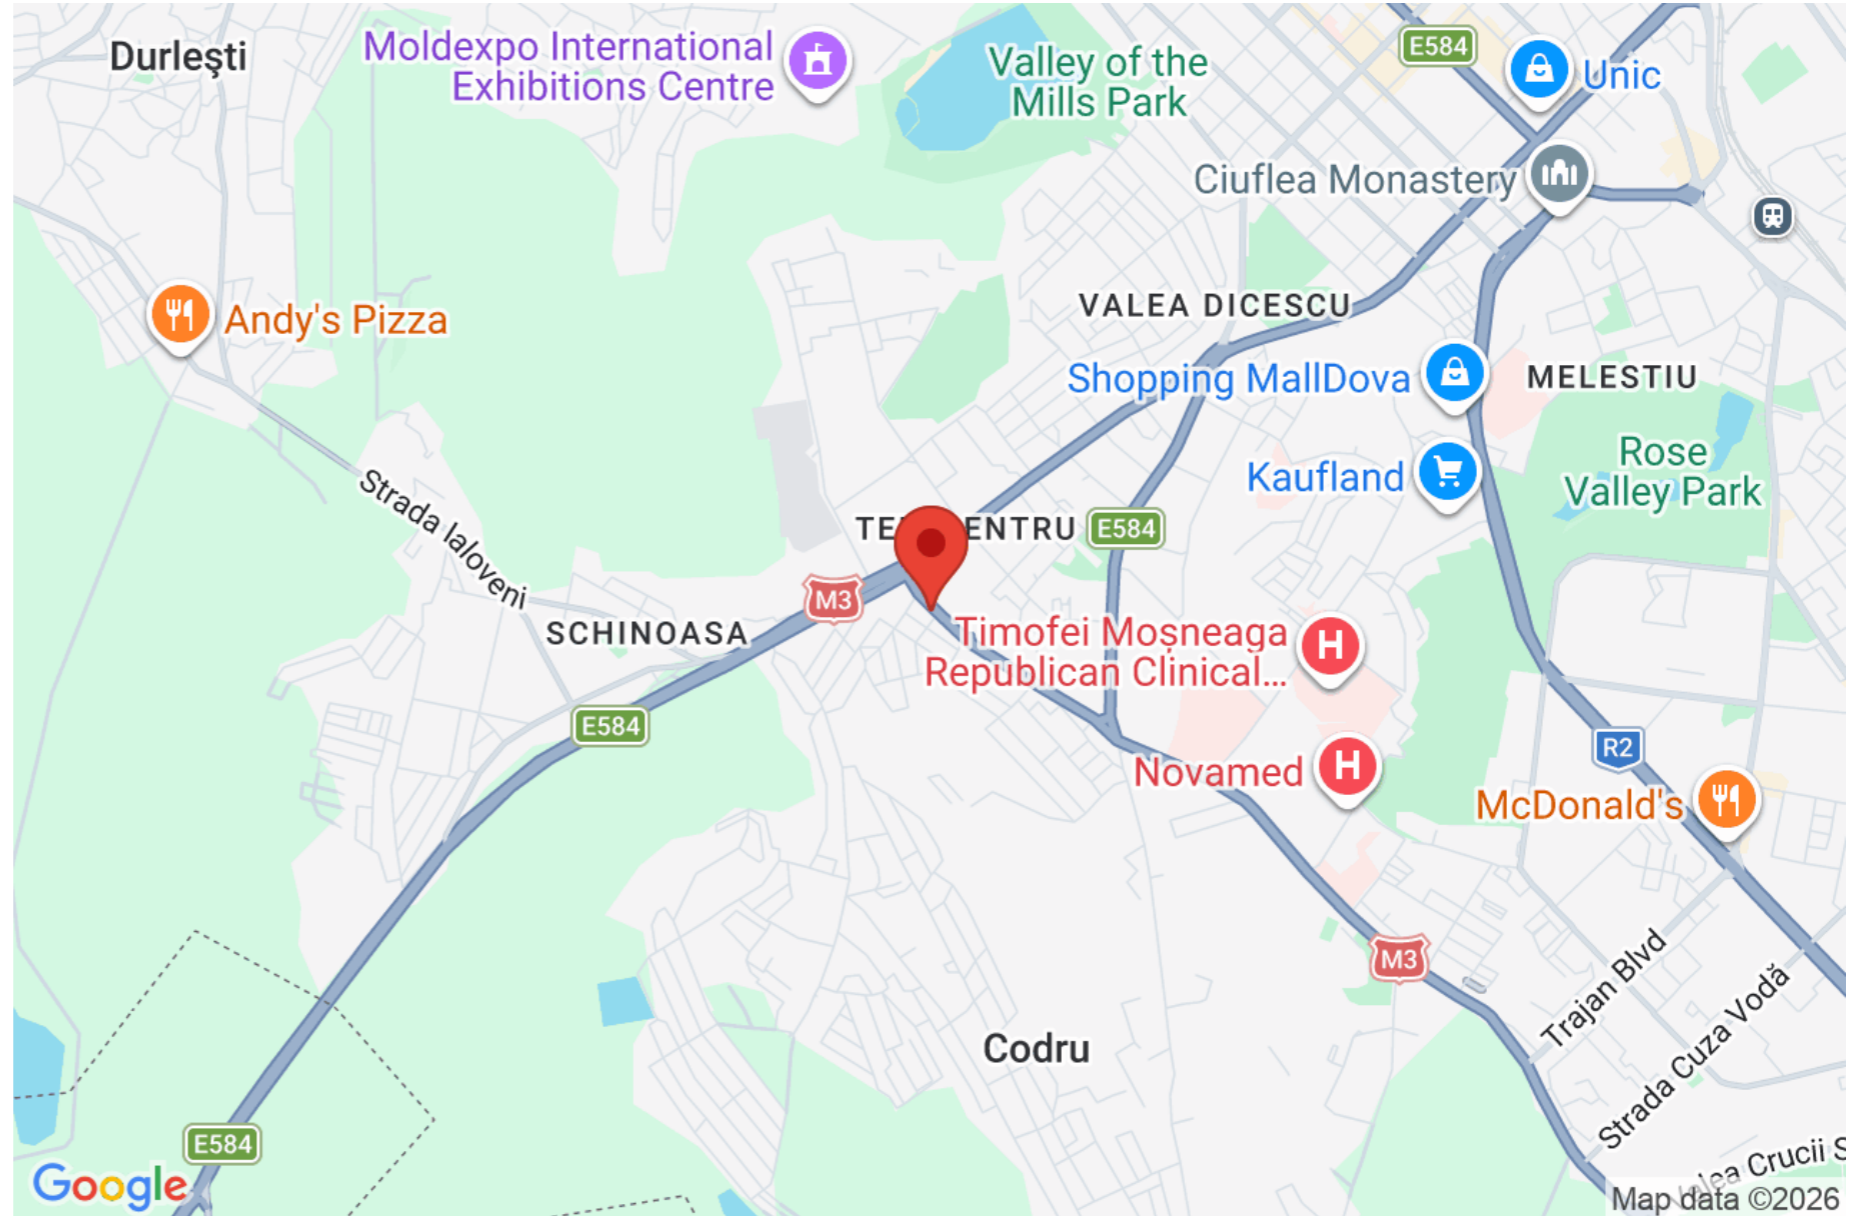 Durleşti
Moldexpo International
Exhibitions Centre
Valley of the
Mills Park
E584
Unic
Ciuflea Monastery
Andy's Pizza
VALEA DICESCU
Shopping MallDova
MELESTIU
Rose
Valley Park
Kaufland
Strada Ialoveni
E584
M3
SCHINOASA
Timofei Moșneaga
Republican Clinical...
H
E584
R2
Novamed
H
McDonald's
M3
Trajan Blvd
Strada Cuza Vodă
Codru
E584
Crucii S
Google
Map data ©2026